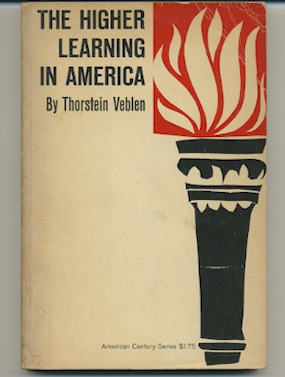 THE HIGHER
LEARNING
IN AMERICA
By Thorstein Veblen
American Century Series $1.75